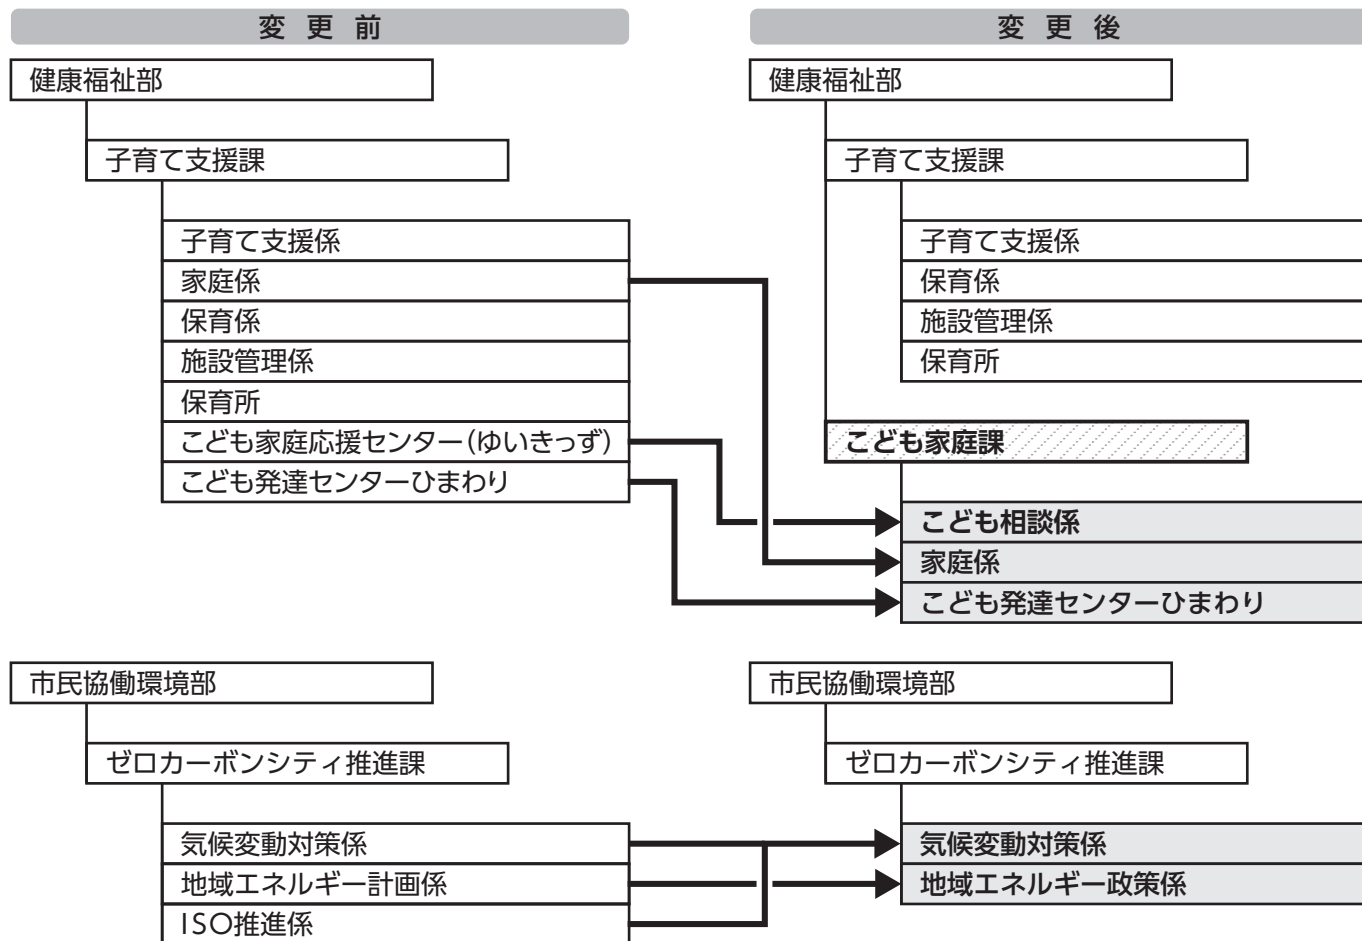 変更前
健康福祉部
子育て支援課
子育て支援係
家庭係
保育係
施設管理係
保育所
こども家庭応援センター(ゆいきっず)
こども発達センターひまわり
市民協働環境部
ゼロカーボンシティ推進課
気候変動対策係
地域エネルギー計画係
ISO推進係
変更後
健康福祉部
子育て支援課
子育て支援係
保育係
施設管理係
保育所
こども家庭課
こども相談係
家庭係
こども発達センターひまわり
市民協働環境部
ゼロカーボンシティ推進課
気候変動対策係
地域エネルギー政策係